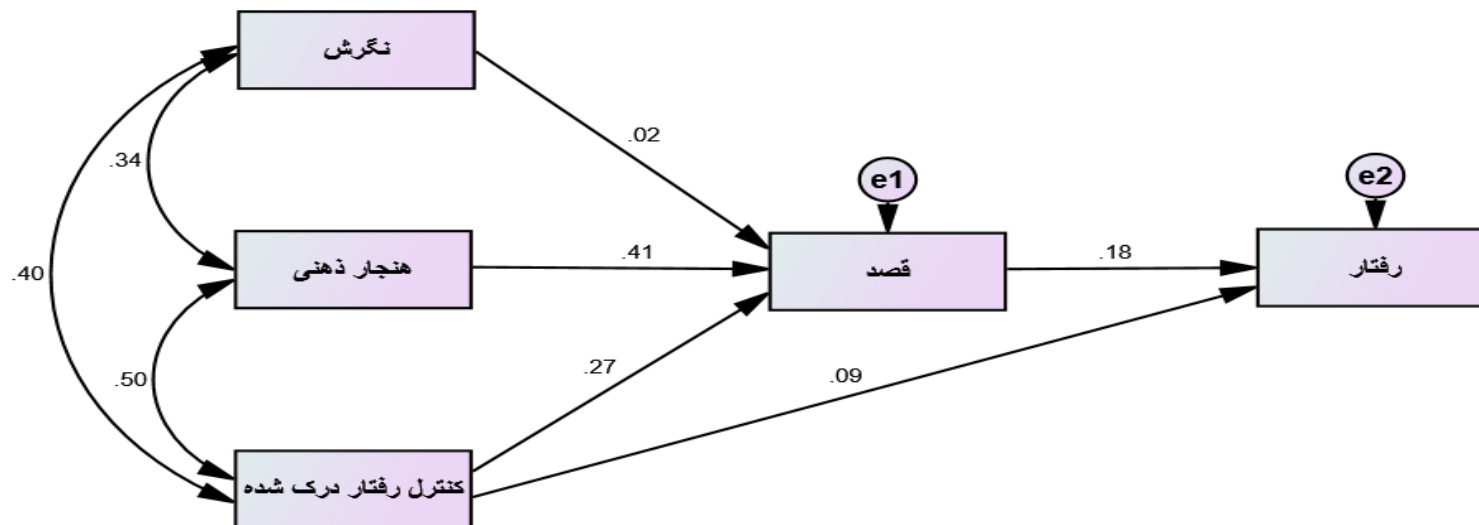 نگرش
.02
.34
e1
e2
.40
هنجار ذهنی
.41
قصد
.18
رفتار
.50
.27
.09
کنترل رفتار درک شده